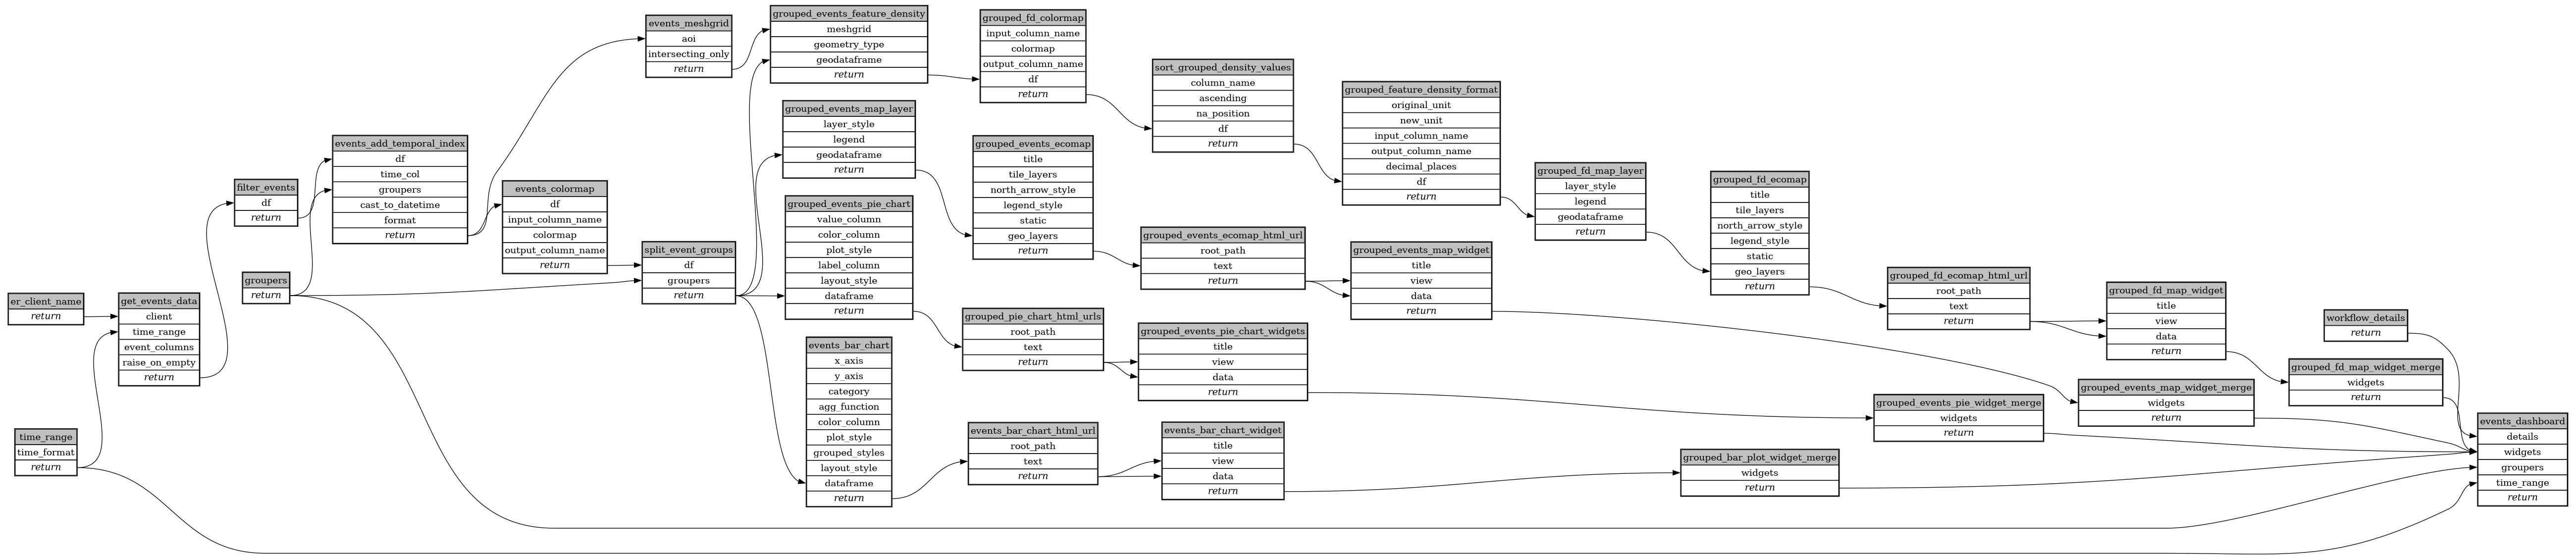 er_client_name
return
time_range
time_format
return
get_events_data
client
time_range
event_columns
raise_on_empty
return
filter_events
df
return
groupers
return
events_add_temporal_index
df
time_col
groupers
cast_to_datetime
format
return
events_colormap
df
input_column_name
colormap
output_column_name
return
events_meshgrid
aoi
intersecting_only
return
split_event_groups
df
groupers
return
grouped_events_feature_density
meshgrid
geometry_type
geodataframe
return
grouped_events_map_layer
layer_style
legend
geodataframe
return
grouped_events_pie_chart
value_column
color_column
plot_style
label_column
layout_style
dataframe
return
events_bar_chart
x_axis
y_axis
category
agg_function
color_column
plot_style
grouped_styles
layout_style
dataframe
return
grouped_fd_colormap
input_column_name
colormap
output_column_name
df
return
grouped_events_ecomap
title
tile_layers
north_arrow_style
legend_style
static
geo_layers
return
grouped_pie_chart_html_urls
root_path
text
return
events_bar_chart_html_url
root_path
text
return
sort_grouped_density_values
column_name
ascending
na_position
df
return
grouped_events_ecomap_html_url
root_path
text
return
grouped_events_pie_chart_widgets
title
view
data
return
events_bar_chart_widget
title
view
data
return
grouped_feature_density_format
original_unit
new_unit
input_column_name
output_column_name
decimal_places
df
return
grouped_events_map_widget
title
view
data
return
grouped_fd_map_layer
layer_style
legend
geodataframe
return
grouped_fd_ecomap
title
tile_layers
north_arrow_style
legend_style
static
geo_layers
return
grouped_bar_plot_widget_merge
widgets
return
grouped_fd_ecomap_html_url
root_path
text
return
grouped_events_pie_widget_merge
widgets
return
grouped_fd_map_widget
title
view
data
return
grouped_events_map_widget_merge
widgets
return
workflow_details
return
grouped_fd_map_widget_merge
widgets
return
events_dashboard
details
widgets
groupers
time_range
return